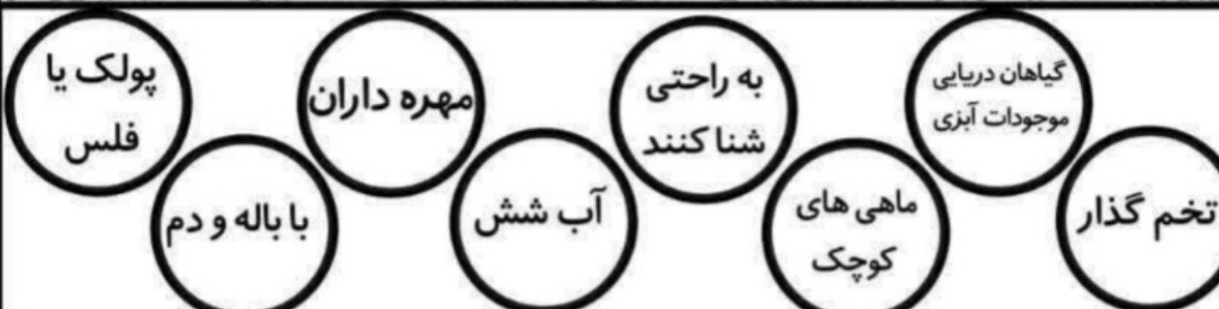 گیاهان دریایی
موجودات آبزی
تخم گذار
به راحتی
شنا کنند
ماهی های
کوچک
مهره داران
آب شش
پولک یا
فلس
با باله و دم